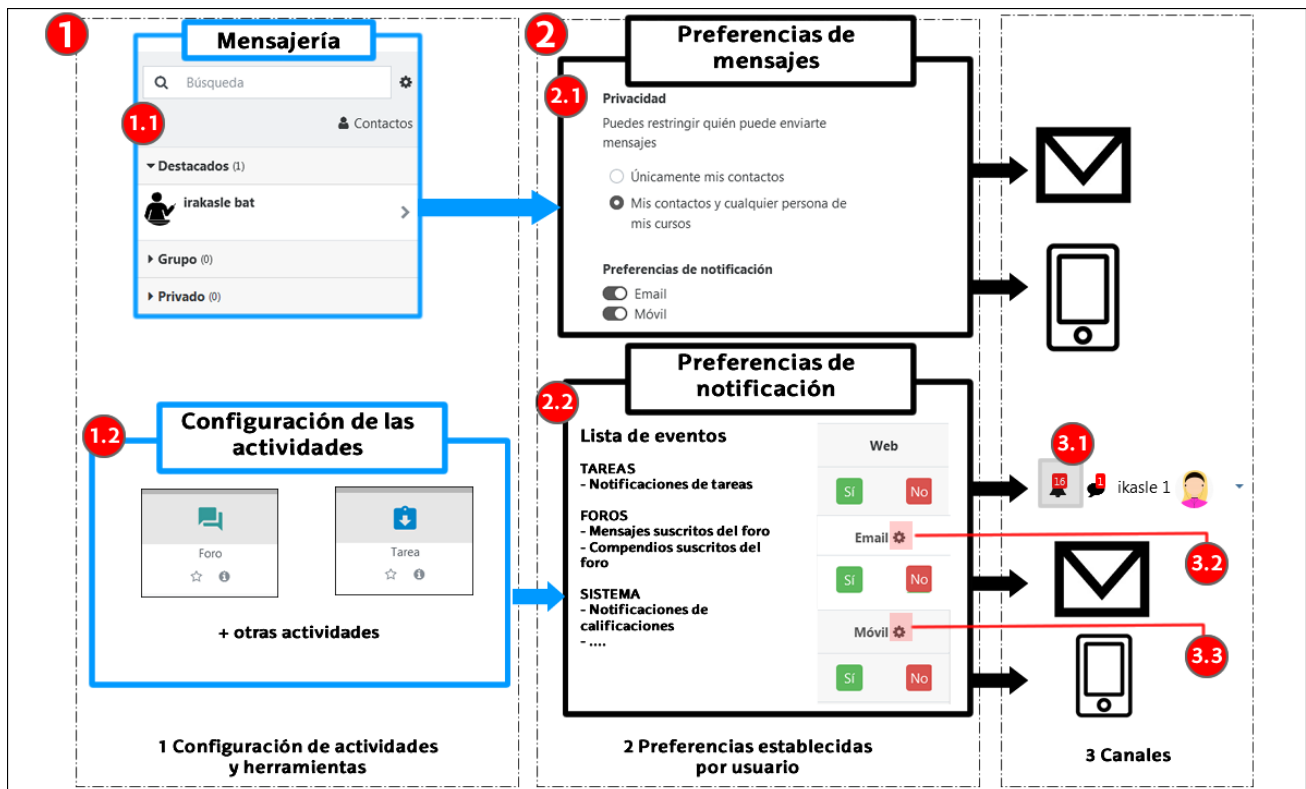 1
Mensajería
Búsqueda
1.1
Contactos
Destacados (1)
irakasle bat
Grupo (0)
Privado (0)
1.2
Configuración de las
actividades
Foro
Tarea
+ otras actividades
1 Configuración de actividades
y herramientas
2
Preferencias de
mensajes
2.1
Privacidad
Puedes restringir quién puede enviarte
mensajes
Únicamente mis contactos
Mis contactos y cualquier persona de
mis cursos
Preferencias de notificación
Email
Móvil
Preferencias de
notificación
2.2
Lista de eventos
TAREAS
- Notificaciones de tareas
FOROS
- Mensajes suscritos del foro
- Compendios suscritos del
foro
SISTEMA
- Notificaciones de
calificaciones
- ....
Web
Sí No
Email
Sí No
Móvil
Sí No
2 Preferencias establecidas
por usuario
3.1
16 1 ikasle 1
3.2
3.3
3 Canales